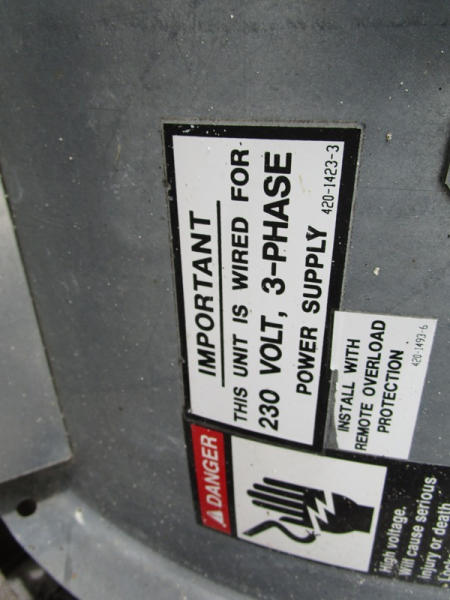 IMPORTANT
THIS UNIT IS WIRED FOR
230 VOLT, 3-PHASE
POWER SUPPLY
420-1423-3
INSTALL WITH
REMOTE OVERLOAD
PROTECTION
420-1493-6
DANGER
High voltage.
Will cause serious
injury or death